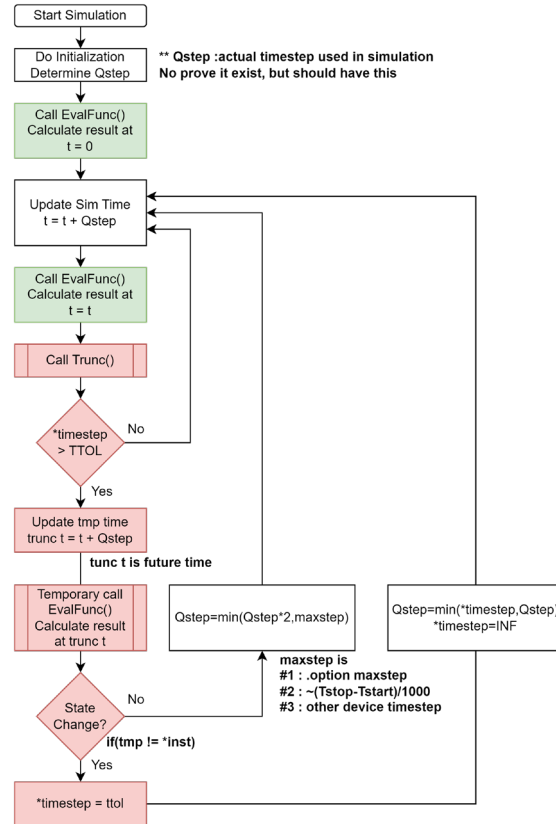 Start Simulation
Do Initialization
Determine Qstep
** Qstep :actual timestep used in simulation
No prove it exist, but should have this
Call EvalFunc()
Calculate result at
t = 0
Update Sim Time
t = t + Qstep
Call EvalFunc()
Calculate result at
t = t
Call Trunc()
*timestep
> TTOL
No
Yes
Update tmp time
trunc t = t + Qstep
tunc t is future time
Temporary call
EvalFunc()
Calculate result
at trunc t
Qstep=min(Qstep*2,maxstep)
Qstep=min(*timestep,Qstep)
*timestep=INF
maxstep is
#1 : .option maxstep
#2 : ~(Tstop-Tstart)/1000
#3 : other device timestep
State
Change?
No
if(tmp != *inst)
Yes
*timestep = ttol